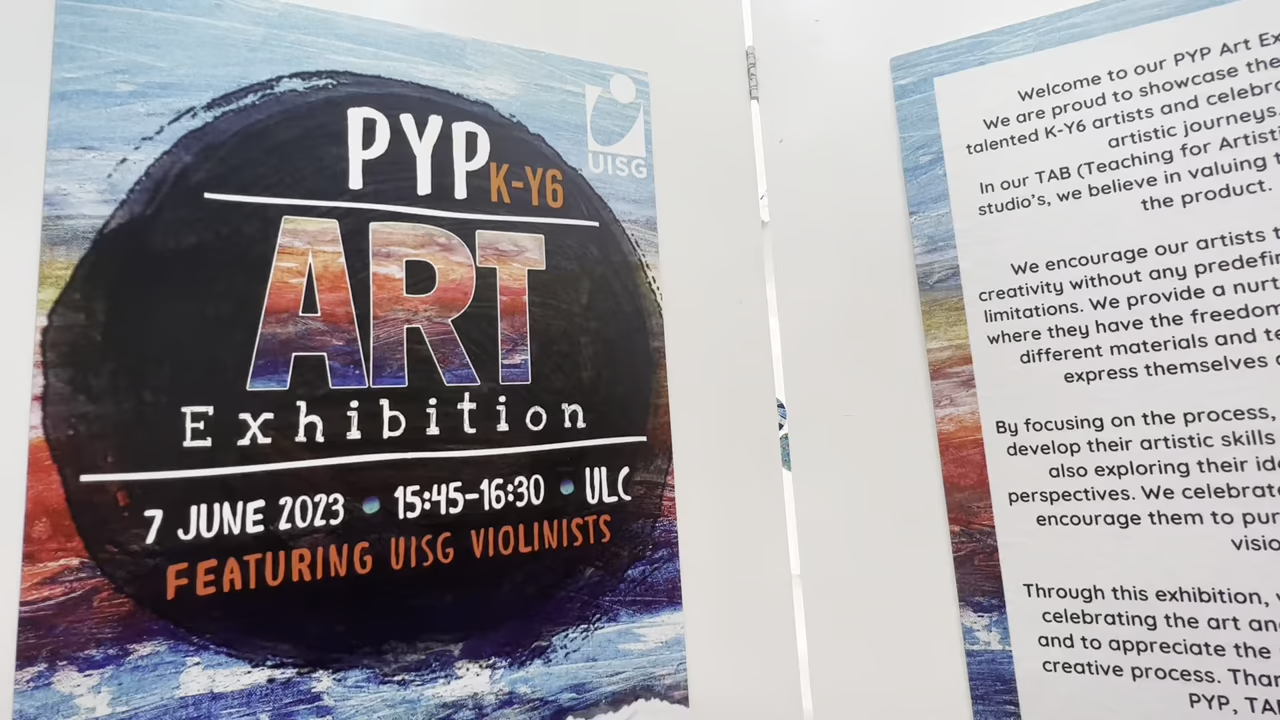 PYP K-Y6
UISG
ART
Exhibition
7 JUNE 2023 • 15:45-16:30 • ULC
FEATURING UISG VIOLINISTS
Welcome to our PYP Art
We are proud to showcase the
talented K-Y6 artists and
artistic journeys.
In our TAB (Teaching for
studio's, we believe in valuing
the product.
We encourage our artists
creativity without any
limitations. We provide a
where they have the freedom
different materials and
express themselves
By focusing on the process,
develop their artistic skills
also exploring their
perspectives. We
encourage them to
Through this exhibition,
celebrating the art
and to appreciate the
creative process.
PYP,